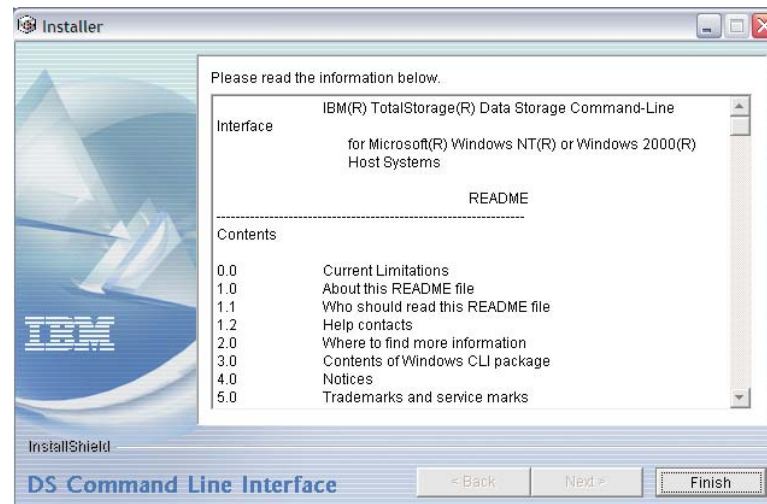 Installer
Please read the information below.
IBM(R) TotalStorage(R) Data Storage Command-Line
Interface
for Microsoft(R) Windows NT(R) or Windows 2000(R)
Host Systems
README
----------------------------------------------------------------
Contents
0.0 Current Limitations
1.0 About this README file
1.1 Who should read this README file
1.2 Help contacts
2.0 Where to find more information
3.0 Contents of Windows CLI package
4.0 Notices
5.0 Trademarks and service marks
IBM
InstallShield
DS Command Line Interface
< Back Next > Finish